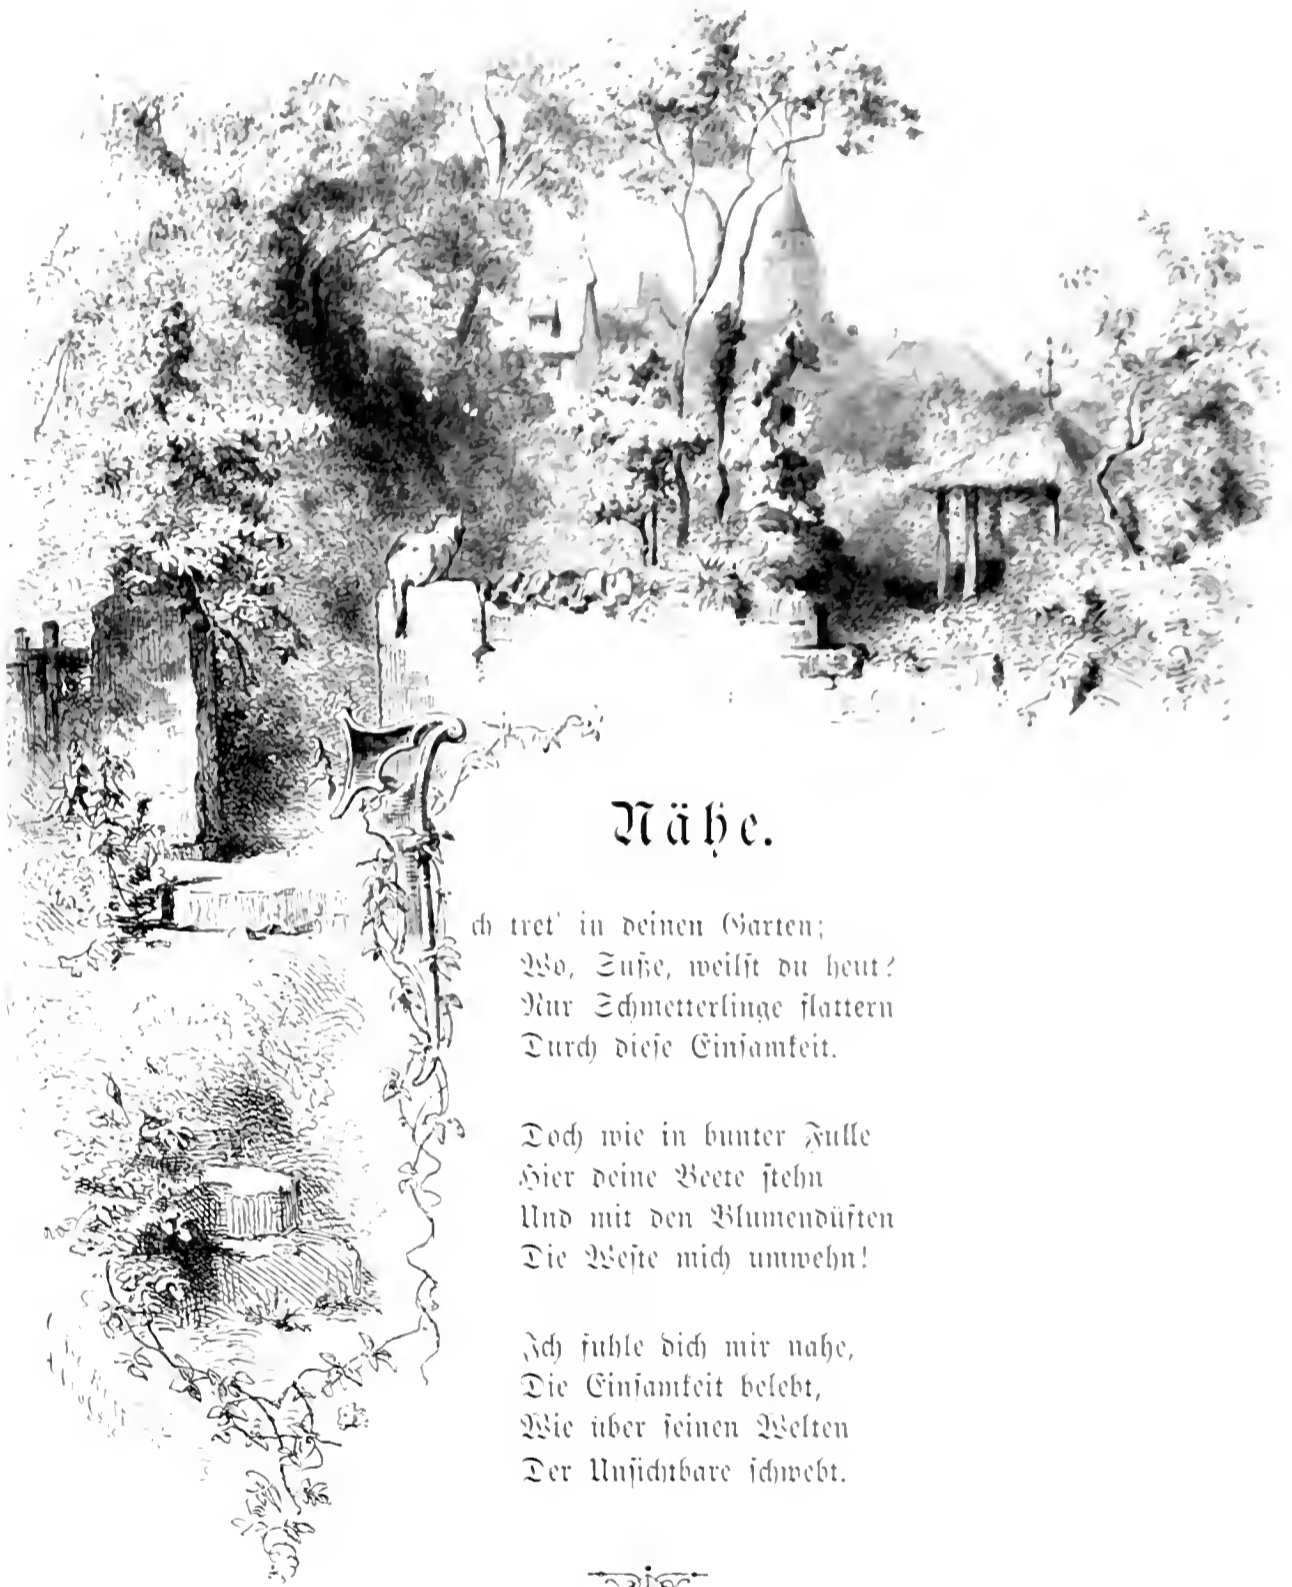 Nähe.
Ich tret' in deinen Garten;
Wo, Süße, weilst du heut?
Nur Schmetterlinge flattern
Durch diese Einsamkeit.
Doch wie in bunter Fülle
Hier deine Beete stehn
Und mit den Blumendüften
Die Weste mich umwehn!
Ich fühle dich mir nahe,
Die Einsamkeit belebt,
Wie über seinen Welten
Der Unsichtbare schwebt.